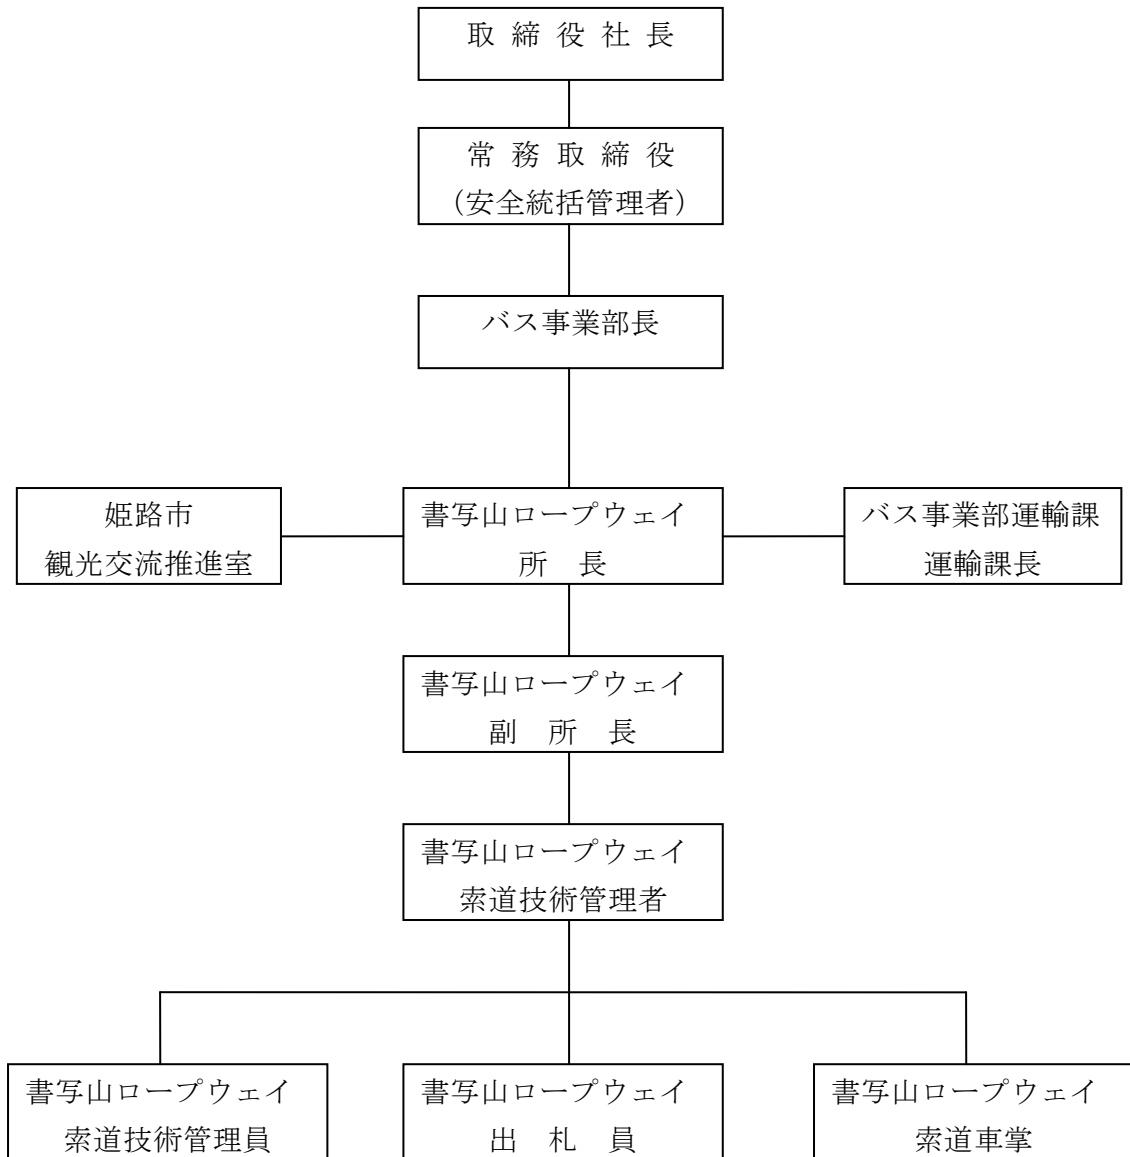 取 締 役 社 長
常 務 取 締 役
（安全統括管理者）
バス事業部長
姫路市
観光交流推進室
書写山ロープウェイ
所　長
バス事業部運輸課
運輸課長
書写山ロープウェイ
副　所　長
書写山ロープウェイ
索道技術管理者
書写山ロープウェイ
索道技術管理員
書写山ロープウェイ
出　札　員
書写山ロープウェイ
索道車掌